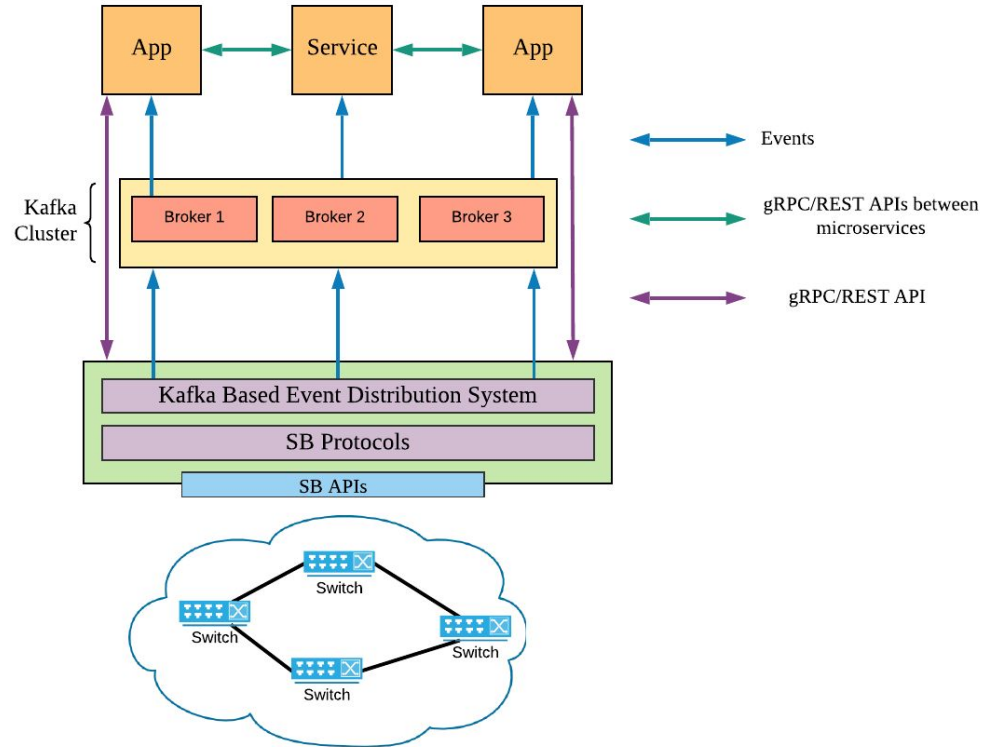 App
Service
App
Events
Kafka
Cluster
Broker 1
Broker 2
Broker 3
gRPC/REST APIs between
microservices
gRPC/REST API
Kafka Based Event Distribution System
SB Protocols
SB APIs
Switch
Switch
Switch
Switch